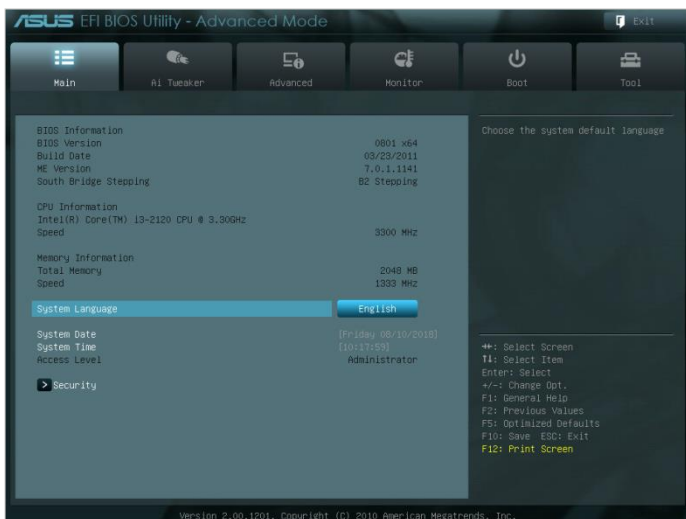 ASUS EFI BIOS Utility - Advanced Mode
Exit
Main Ai Tweaker Advanced Monitor Boot Tool
BIOS Information
BIOS Version 0801 x64
Build Date 03/23/2011
ME Version 7.0.1.1141
South Bridge Stepping B2 Stepping
CPU Information
Intel(R) Core(TM) i3-2120 CPU @ 3.30GHz
Speed 3300 MHz
Memory Information
Total Memory 2048 MB
Speed 1333 MHz
System Language English
System Date [Friday 08/10/2018]
System Time [10:17:59]
Access Level Administrator
> Security
Choose the system default language
→←: Select Screen
↑↓: Select Item
Enter: Select
+/-: Change Opt.
F1: General Help
F2: Previous Values
F5: Optimized Defaults
F10: Save ESC: Exit
F12: Print Screen
Version 2.00.1201. Copyright (C) 2010 American Megatrends, Inc.